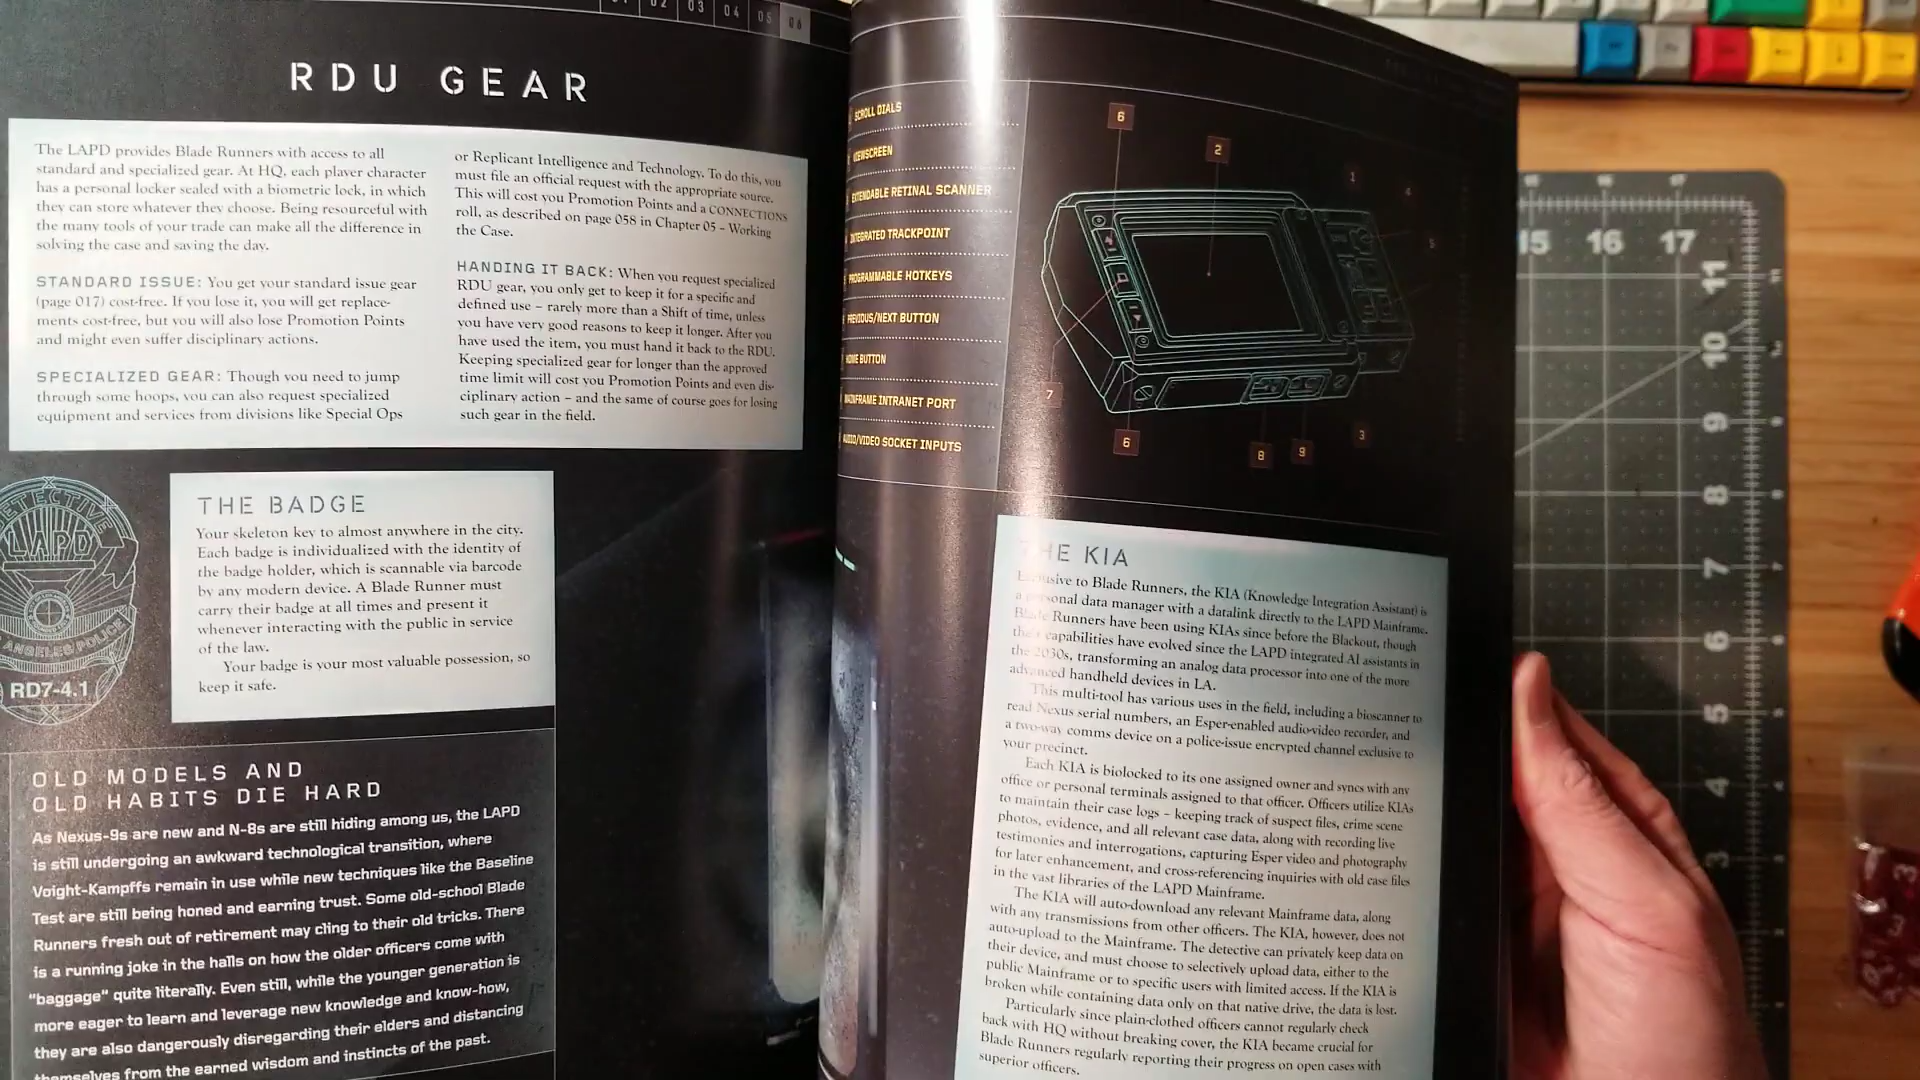 02
03
04
05
06
RDU GEAR
The LAPD provides Blade Runners with access to all
standard and specialized gear. At HQ, each player character
has a personal locker sealed with a biometric lock, in which
they can store whatever they choose. Being resourceful with
the many tools of your trade can make all the difference in
solving the case and saving the day.
STANDARD ISSUE: You get your standard issue gear
(page 017) cost-free. If you lose it, you will get replace-
ments cost-free, but you will also lose Promotion Points
and might even suffer disciplinary actions.
SPECIALIZED GEAR: Though you need to jump
through some hoops, you can also request specialized
equipment and services from divisions like Special Ops
or Replicant Intelligence and Technology. To do this, you
must file an official request with the appropriate source.
This will cost you Promotion Points and a CONNECTIONS
roll, as described on page 058 in Chapter 05 – Working
the Case.
HANDING IT BACK: When you request specialized
RDU gear, you only get to keep it for a specific and
defined use – rarely more than a Shift of time, unless
you have very good reasons to keep it longer. After you
have used the item, you must hand it back to the RDU.
Keeping specialized gear for longer than the approved
time limit will cost you Promotion Points and even dis-
ciplinary action – and the same of course goes for losing
such gear in the field.
DETECTIVE
LAPD
ANGELES POLICE
RD7-4.1
THE BADGE
Your skeleton key to almost anywhere in the city.
Each badge is individualized with the identity of
the badge holder, which is scannable via barcode
by any modern device. A Blade Runner must
carry their badge at all times and present it
whenever interacting with the public in service
of the law.
Your badge is your most valuable possession, so
keep it safe.
OLD MODELS AND
OLD HABITS DIE HARD
As Nexus-9s are new and N-8s are still hiding among us, the LAPD
is still undergoing an awkward technological transition, where
Voight-Kampffs remain in use while new techniques like the Baseline
Test are still being honed and earning trust. Some old-school Blade
Runners fresh out of retirement may cling to their old tricks. There
is a running joke in the halls on how the older officers come with
"baggage" quite literally. Even still, while the younger generation is
more eager to learn and leverage new knowledge and know-how,
they are also dangerously disregarding their elders and distancing
themselves from the earned wisdom and instincts of the past.
SCROLL DIALS
VIEWSCREEN
EXTENDABLE RETINAL SCANNER
INTEGRATED TRACKPOINT
PROGRAMMABLE HOTKEYS
PREVIOUS/NEXT BUTTON
HOME BUTTON
MAINFRAME INTRANET PORT
AUDIO/VIDEO SOCKET INPUTS
6
2
1
4
5
7
6
8
9
3
THE KIA
Exclusive to Blade Runners, the KIA (Knowledge Integration Assistant) is
a personal data manager with a datalink directly to the LAPD Mainframe.
Blade Runners have been using KIAs since before the Blackout, though
their capabilities have evolved since the LAPD integrated AI assistants in
the 2030s, transforming an analog data processor into one of the more
advanced handheld devices in LA.
This multi-tool has various uses in the field, including a bioscanner to
read Nexus serial numbers, an Esper-enabled audio-video recorder, and
a two-way comms device on a police-issue encrypted channel exclusive to
your precinct.
Each KIA is biolocked to its one assigned owner and syncs with any
office or personal terminals assigned to that officer. Officers utilize KIAs
to maintain their case logs – keeping track of suspect files, crime scene
photos, evidence, and all relevant case data, along with recording live
testimonies and interrogations, capturing Esper video and photography
for later enhancement, and cross-referencing inquiries with old case files
in the vast libraries of the LAPD Mainframe.
The KIA will auto-download any relevant Mainframe data, along
with any transmissions from other officers. The KIA, however, does not
auto-upload to the Mainframe. The detective can privately keep data on
their device, and must choose to selectively upload data, either to the
public Mainframe or to specific users with limited access. If the KIA is
broken while containing data only on that native drive, the data is lost.
Particularly since plain-clothed officers cannot regularly check
back with HQ without breaking cover, the KIA became crucial for
Blade Runners regularly reporting their progress on open cases with
superior officers.
15 16 17
11
10
9
8
7
6
5
4
3